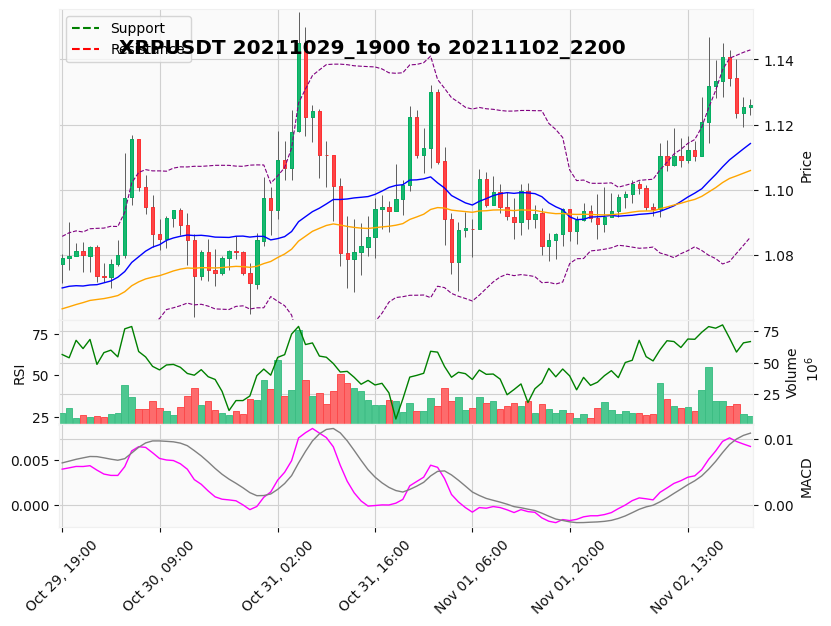 Support
Resistance
XRPUSDT 20211029_1900 to 20211102_2200
1.14
1.12
1.10
1.08
Price
75
50
25
RSI
75
50
25
Volume
10^6
0.005
0.000
0.01
0.00
MACD
Oct 29, 19:00
Oct 30, 09:00
Oct 31, 02:00
Oct 31, 16:00
Nov 01, 06:00
Nov 01, 20:00
Nov 02, 13:00